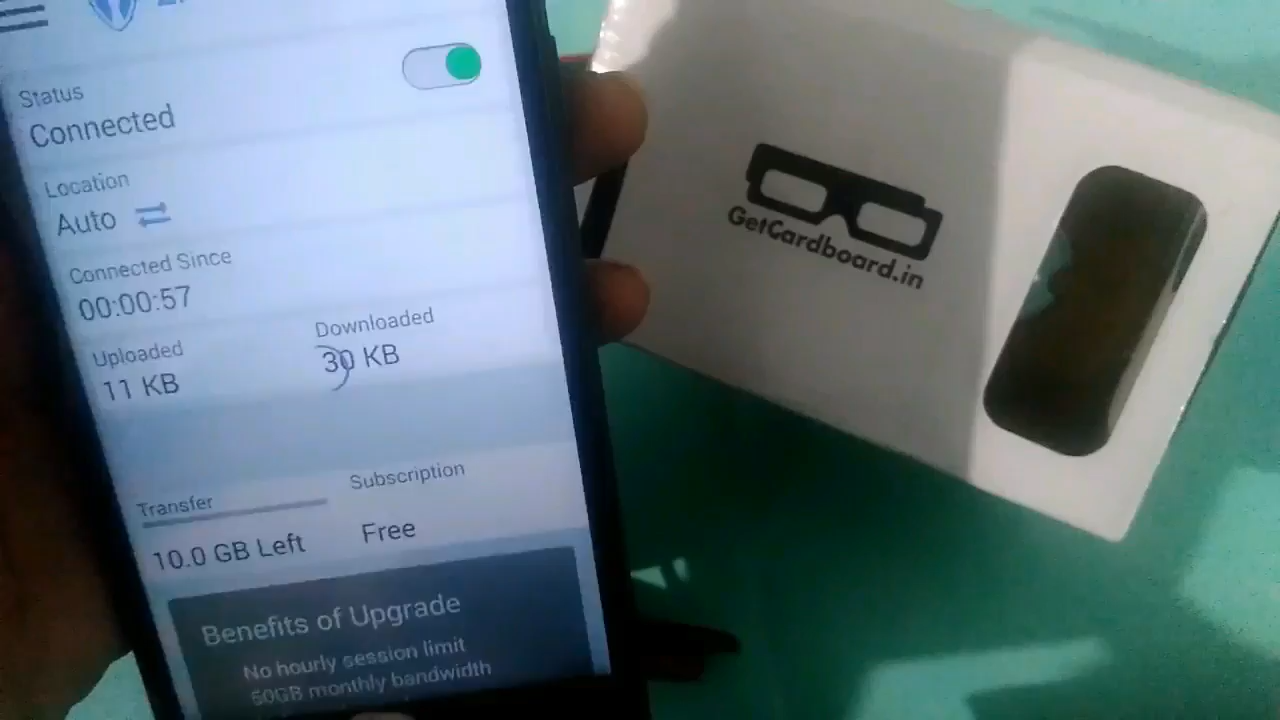 Status
Connected
Location
Auto
Connected Since
00:00:57
Uploaded
11 KB
Downloaded
30 KB
Transfer
10.0 GB Left
Subscription
Free
Benefits of Upgrade
No hourly session limit
50GB monthly bandwidth
GetCardboard.in